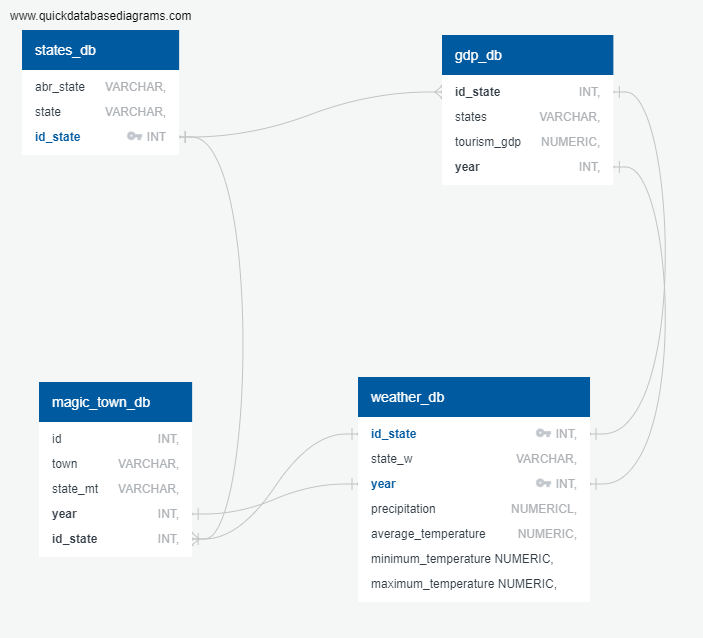 www.quickdatabasediagrams.com
states_db
abr_state VARCHAR,
state VARCHAR,
id_state INT
gdp_db
id_state INT,
states VARCHAR,
tourism_gdp NUMERIC,
year INT,
magic_town_db
id INT,
town VARCHAR,
state_mt VARCHAR,
year INT,
id_state INT,
weather_db
id_state INT,
state_w VARCHAR,
year INT,
precipitation NUMERICL,
average_temperature NUMERIC,
minimum_temperature NUMERIC,
maximum_temperature NUMERIC,